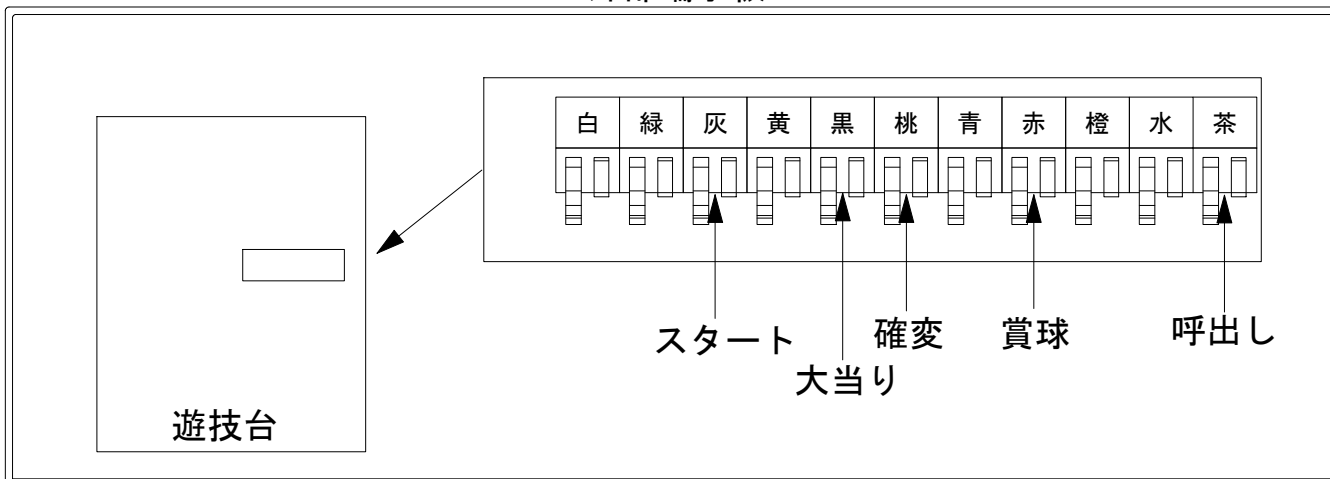 白 緑 灰 黄 黒 桃 青 赤 橙 水 茶
スタート
大当り
確変
賞球
呼出し
遊技台